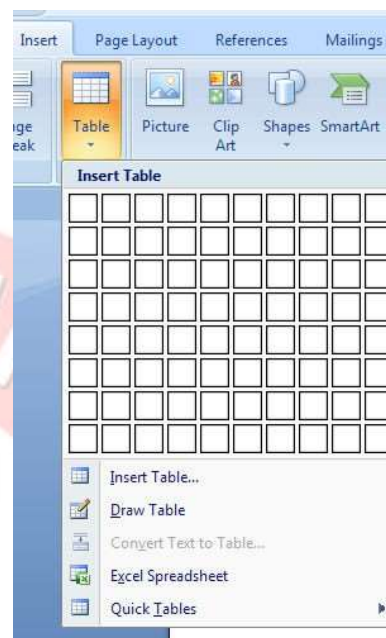 Insert Page Layout References Mailings
Table Picture Clip Art Shapes SmartArt
Insert Table
Insert Table...
Draw Table
Convert Text to Table...
Excel Spreadsheet
Quick Tables